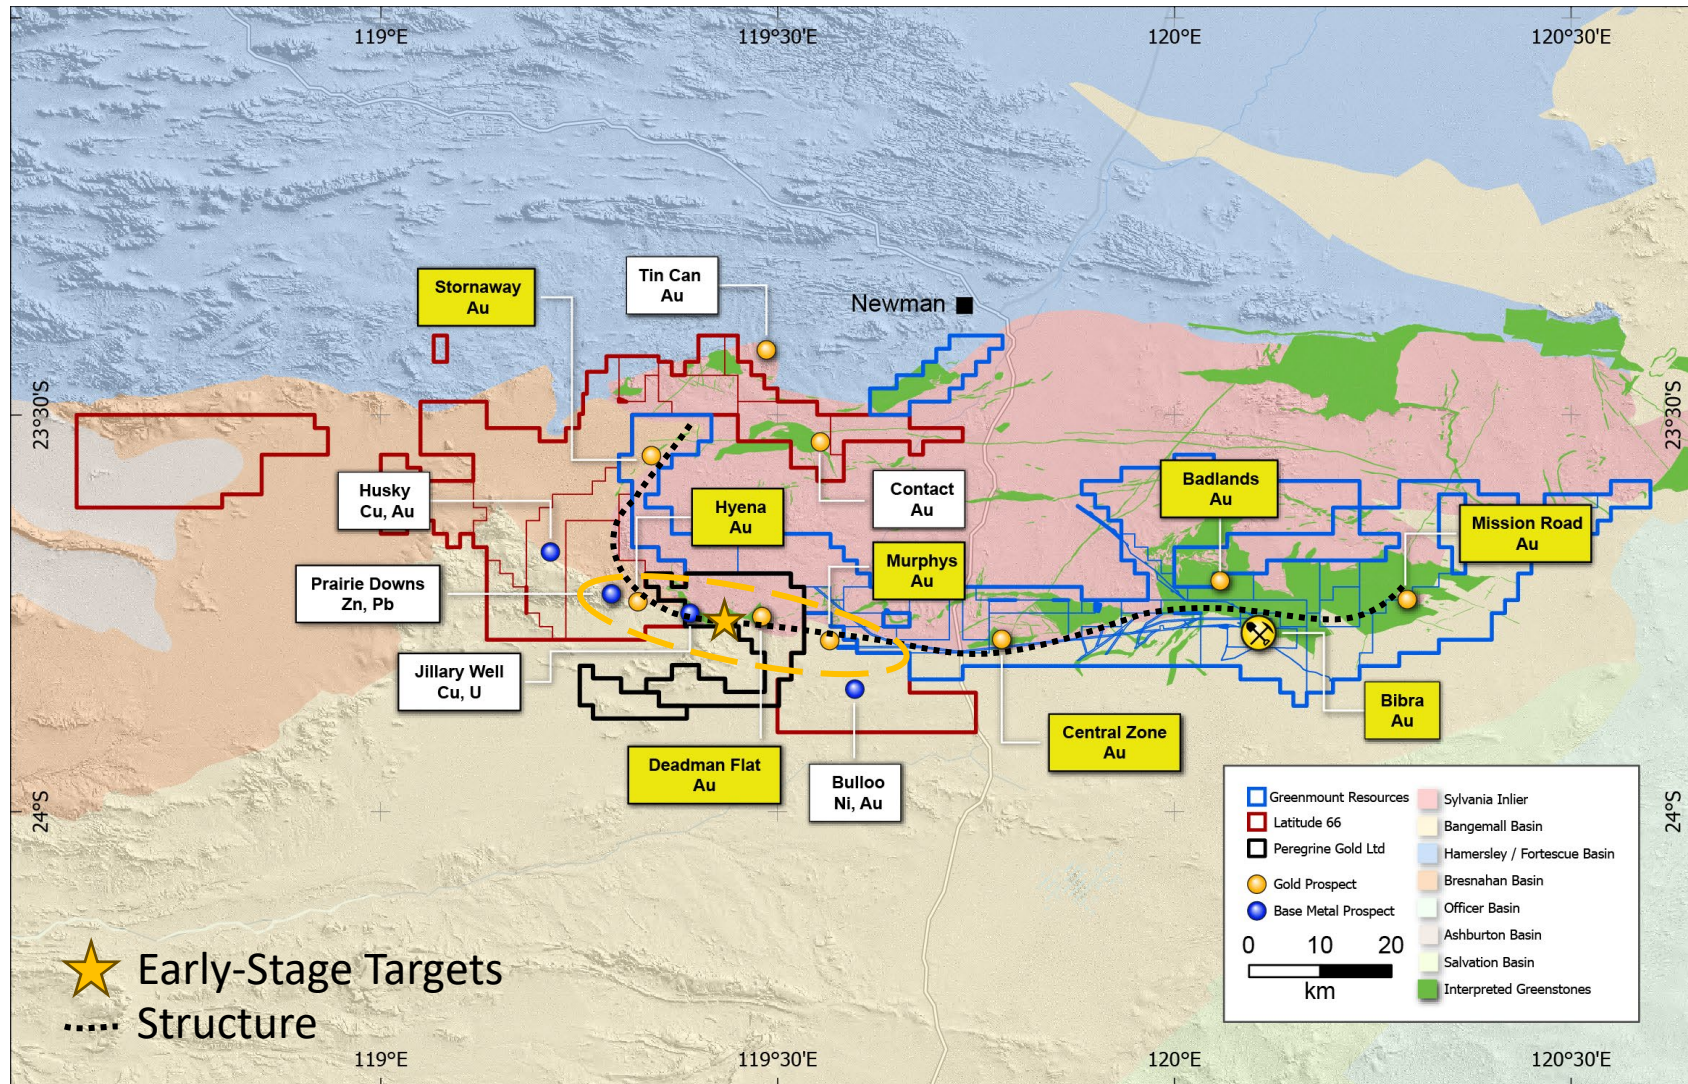 119°E
119°30'E
120°E
120°30'E
Tin Can
Au
Stornaway
Au
Newman
23°30'S
23°30'S
Husky
Cu, Au
Contact
Au
Badlands
Au
Hyena
Au
Mission Road
Au
Murphys
Au
Prairie Downs
Zn, Pb
Jillary Well
Cu, U
Bibra
Au
Central Zone
Au
Deadman Flat
Au
Bulloo
Ni, Au
24°S
24°S
Greenmount Resources
Latitude 66
Peregrine Gold Ltd
Gold Prospect
Base Metal Prospect
0 10 20
km
Sylvania Inlier
Bangemall Basin
Hamersley / Fortescue Basin
Bresnahan Basin
Officer Basin
Ashburton Basin
Salvation Basin
Interpreted Greenstones
Early-Stage Targets
Structure
119°E
119°30'E
120°E
120°30'E